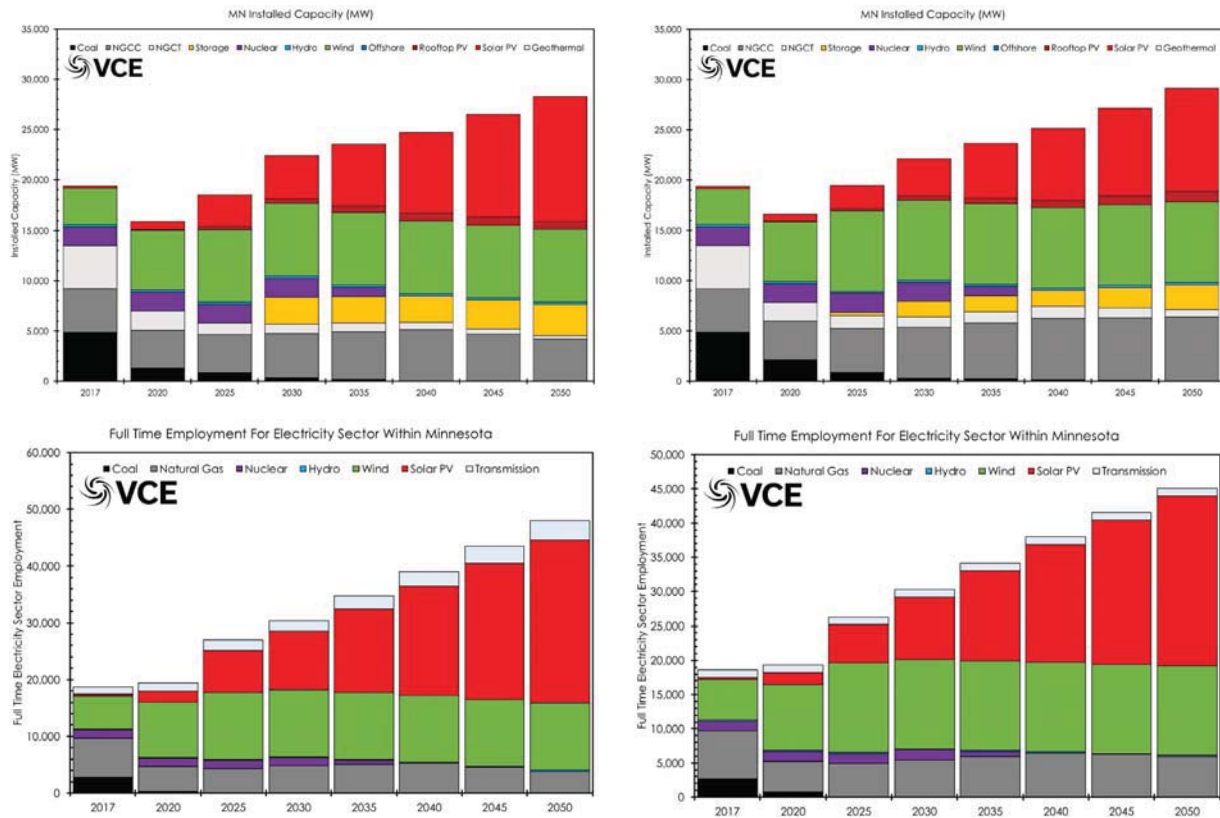 MN Installed Capacity (MW)
35,000
Coal NGCC NGCT Storage Nuclear Hydro Wind Offshore Rooftop PV Solar PV Geothermal
VCE
30,000
25,000
20,000
15,000
10,000
5,000
0
Installed Capacity (MW)
2017 2020 2025 2030 2035 2040 2045 2050
MN Installed Capacity (MW)
35,000
Coal NGCC NGCT Storage Nuclear Hydro Wind Offshore Rooftop PV Solar PV Geothermal
VCE
30,000
25,000
20,000
15,000
10,000
5,000
0
Installed Capacity (MW)
2017 2020 2025 2030 2035 2040 2045 2050
Full Time Employment For Electricity Sector Within Minnesota
60,000
Coal Natural Gas Nuclear Hydro Wind Solar PV Transmission
VCE
50,000
40,000
30,000
20,000
10,000
0
Full Time Electricity Sector Employment
2017 2020 2025 2030 2035 2040 2045 2050
Full Time Employment For Electricity Sector Within Minnesota
50,000
Coal Natural Gas Nuclear Hydro Wind Solar PV Transmission
VCE
45,000
40,000
35,000
30,000
25,000
20,000
15,000
10,000
5,000
0
Full Time Electricity Sector Employment
2017 2020 2025 2030 2035 2040 2045 2050